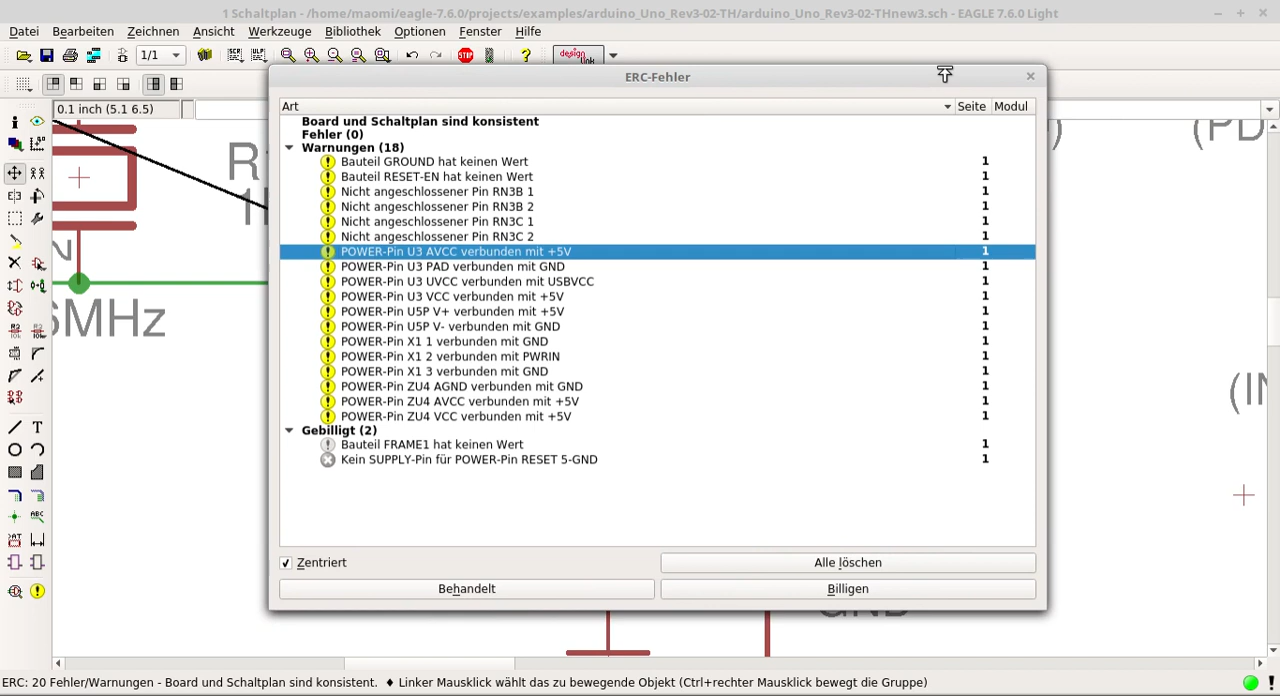 1 Schaltplan - /home/maomi/eagle-7.6.0/projects/examples/arduino_Uno_Rev3-02-TH/arduino_Uno_Rev3-02-THnew3.sch - EAGLE 7.6.0 Light
Datei Bearbeiten Zeichnen Ansicht Werkzeuge Bibliothek Optionen Fenster Hilfe
1/1 SCR ULP STOP ? design link
0.1 inch (5.1 6.5)
ERC-Fehler
Art Seite Modul
Board und Schaltplan sind konsistent
Fehler (0)
Warnungen (18)
Bauteil GROUND hat keinen Wert 1
Bauteil RESET-EN hat keinen Wert 1
Nicht angeschlossener Pin RN3B 1 1
Nicht angeschlossener Pin RN3B 2 1
Nicht angeschlossener Pin RN3C 1 1
Nicht angeschlossener Pin RN3C 2 1
POWER-Pin U3 AVCC verbunden mit +5V 1
POWER-Pin U3 PAD verbunden mit GND 1
POWER-Pin U3 UVCC verbunden mit USBVCC 1
POWER-Pin U3 VCC verbunden mit +5V 1
POWER-Pin U5P V+ verbunden mit +5V 1
POWER-Pin U5P V- verbunden mit GND 1
POWER-Pin X1 1 verbunden mit GND 1
POWER-Pin X1 2 verbunden mit PWRIN 1
POWER-Pin X1 3 verbunden mit GND 1
POWER-Pin ZU4 AGND verbunden mit GND 1
POWER-Pin ZU4 AVCC verbunden mit +5V 1
POWER-Pin ZU4 VCC verbunden mit +5V 1
Gebilligt (2)
Bauteil FRAME1 hat keinen Wert 1
Kein SUPPLY-Pin für POWER-Pin RESET 5-GND 1
Zentriert
Alle löschen
Behandelt
Billigen
(PD
6MHz
(IN
GND
ERC: 20 Fehler/Warnungen - Board und Schaltplan sind konsistent. ♦ Linker Mausklick wählt das zu bewegende Objekt (Ctrl+rechter Mausklick bewegt die Gruppe)